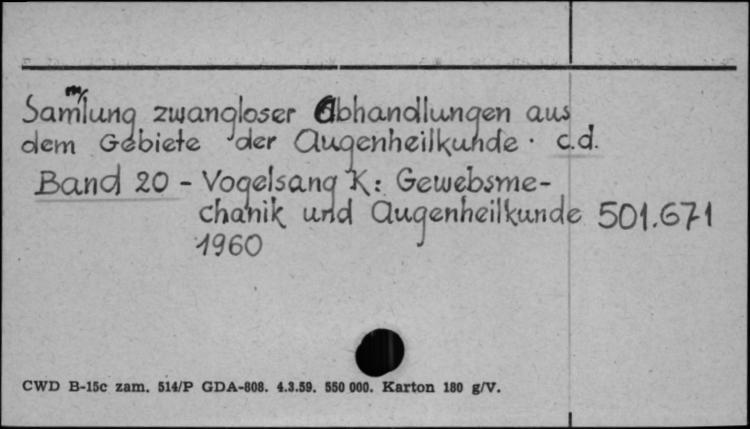 Sammlung zwangloser Abhandlungen aus
dem Gebiete der Augenheilkunde. c.d.
Band 20 - Vogelsang K: Gewebsme-
chanik und Augenheilkunde 501.671
1960
CWD B-15c zam. 514/P GDA-808. 4.3.59. 550 000. Karton 180 g/V.